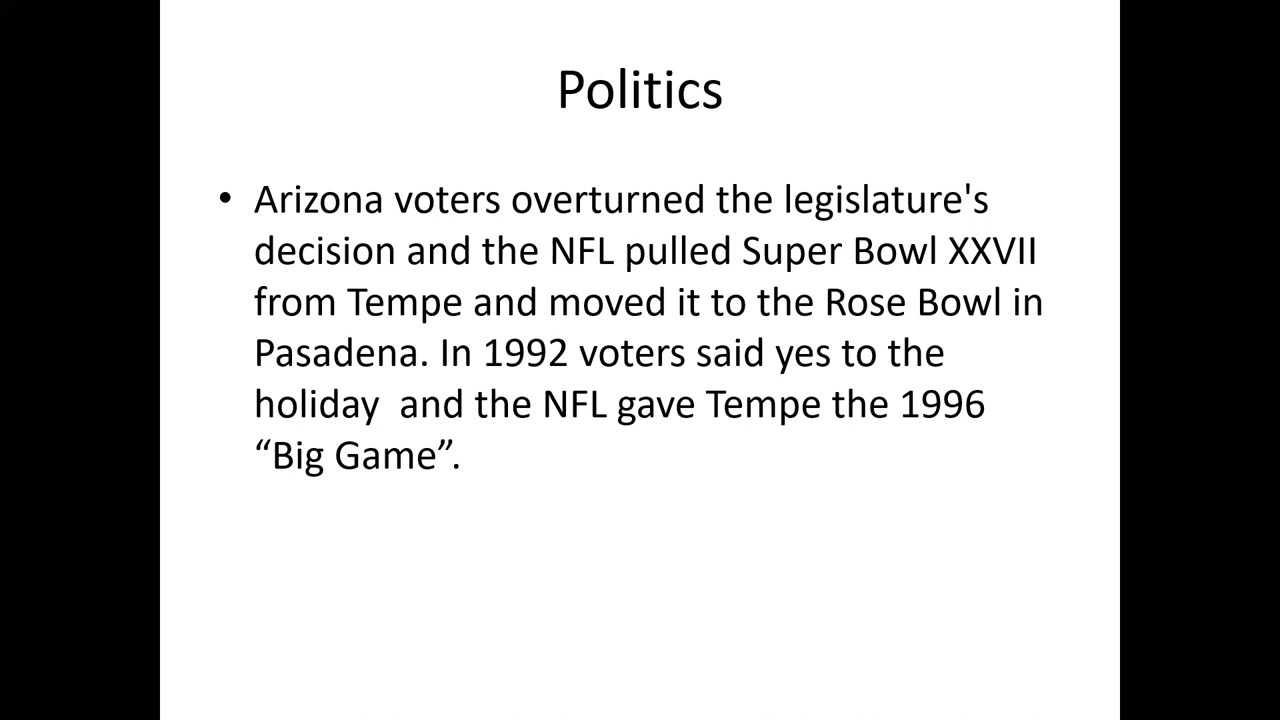 Politics
• Arizona voters overturned the legislature's
decision and the NFL pulled Super Bowl XXVII
from Tempe and moved it to the Rose Bowl in
Pasadena. In 1992 voters said yes to the
holiday  and the NFL gave Tempe the 1996
“Big Game”.